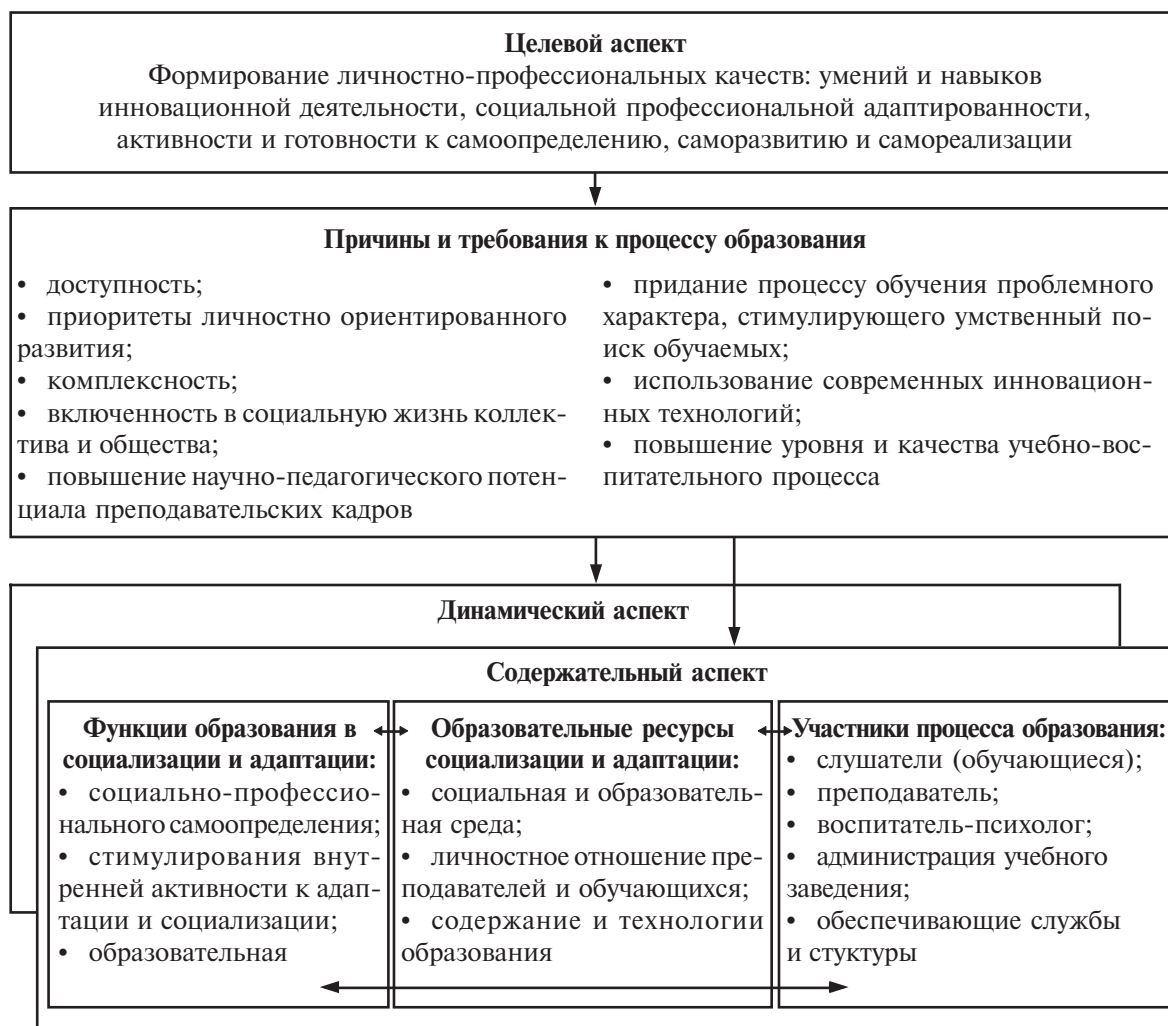 Целевой аспект
Формирование личностно-профессиональных качеств: умений и навыков
инновационной деятельности, социальной профессиональной адаптированности,
активности и готовности к самоопределению, саморазвитию и самореализации
Причины и требования к процессу образования
• доступность;
• приоритеты личностно ориентированного
развития;
• комплексность;
• включенность в социальную жизнь коллек-
тива и общества;
• повышение научно-педагогического потен-
циала преподавательских кадров
• придание процессу обучения проблемного
характера, стимулирующего умственный по-
иск обучаемых;
• использование современных инновацион-
ных технологий;
• повышение уровня и качества учебно-вос-
питательного процесса
Динамический аспект
Содержательный аспект
Функции образования в
социализации и адаптации:
• социально-профессио-
нального самоопределения;
• стимулирования внут-
ренней активности к адап-
тации и социализации;
• образовательная
Образовательные ресурсы
социализации и адаптации:
• социальная и образователь-
ная среда;
• личностное отношение пре-
подавателей и обучающихся;
• содержание и технологии
образования
Участники процесса образования:
• слушатели (обучающиеся);
• преподаватель;
• воспитатель-психолог;
• администрация учебного
заведения;
• обеспечивающие службы
и стуктуры